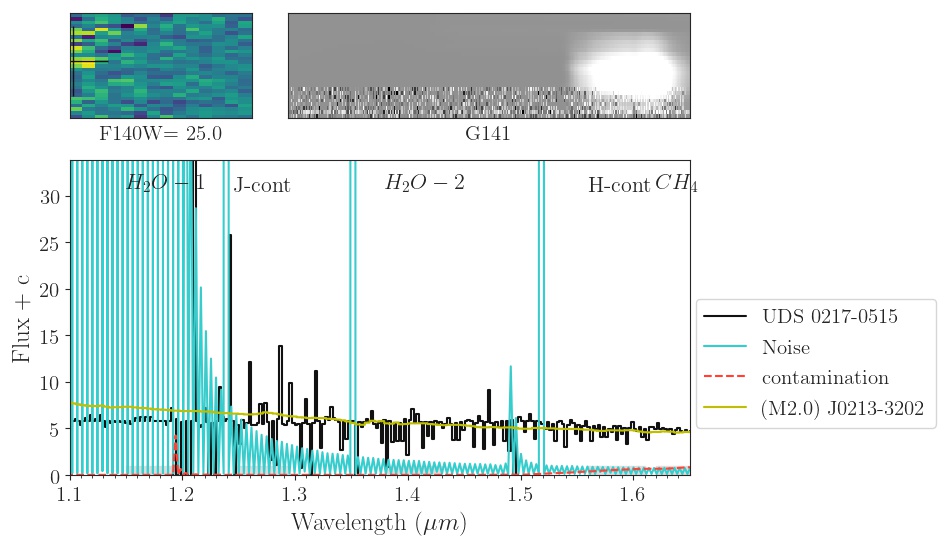 F140W= 25.0
G141
H₂O − 1
J-cont
H₂O − 2
H-cont
CH₄
30
25
20
15
10
5
0
Flux + c
1.1
1.2
1.3
1.4
1.5
1.6
Wavelength (μm)
UDS 0217-0515
Noise
contamination
(M2.0) J0213-3202